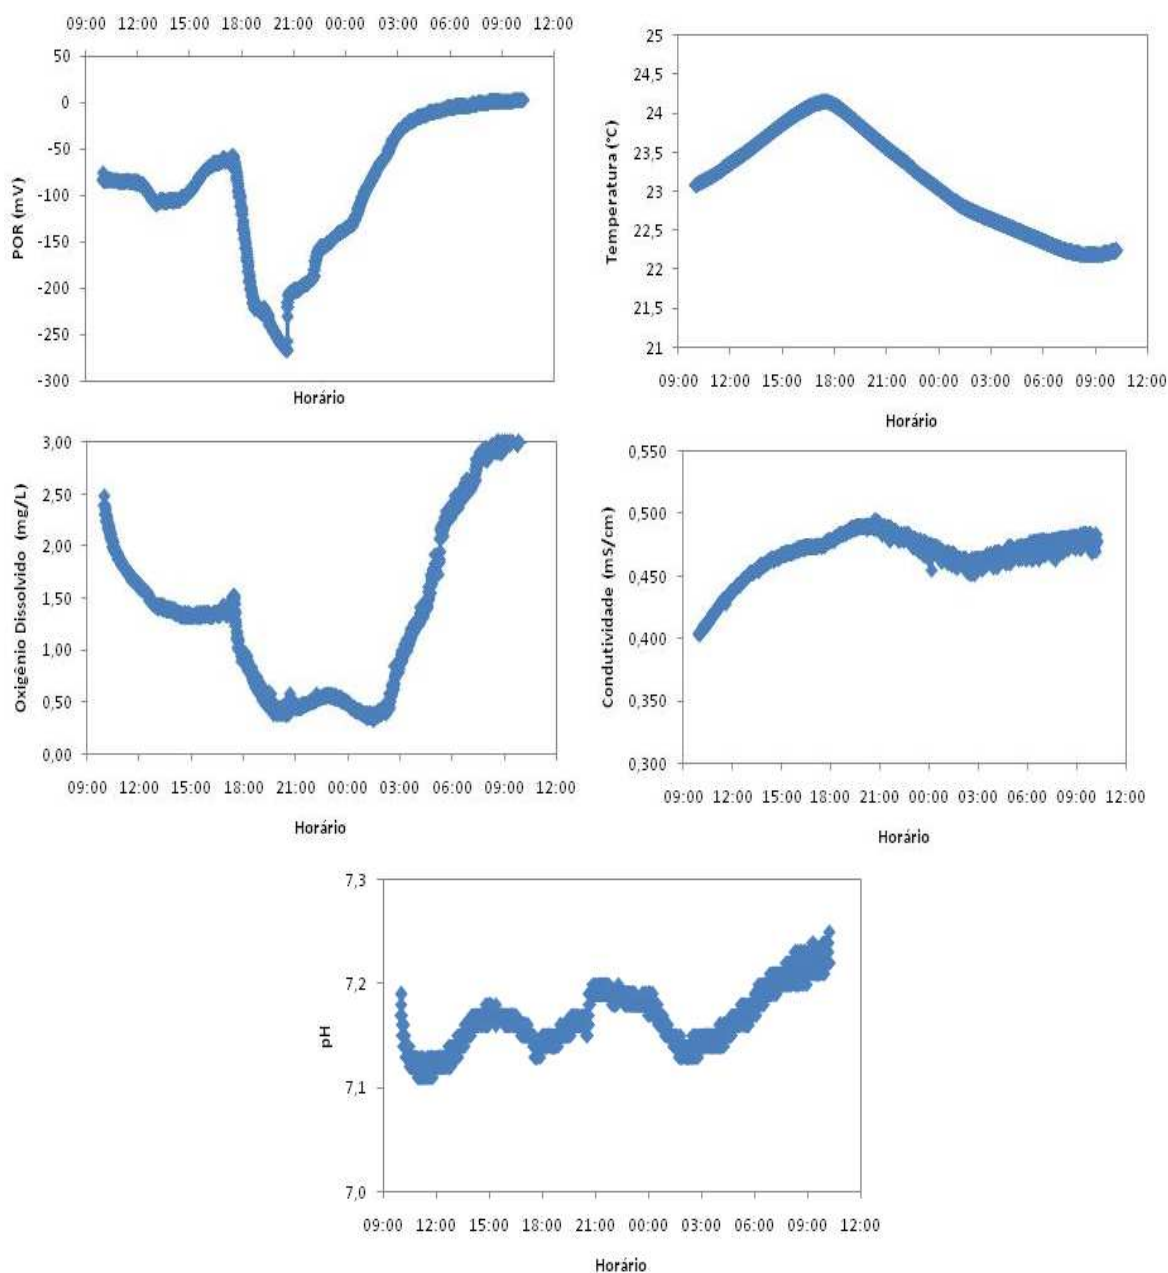 09:00 12:00 15:00 18:00 21:00 00:00 03:00 06:00 09:00 12:00
50
0
-50
-100
-150
-200
-250
-300
POR (mV)
Horário
25
24,5
24
23,5
23
22,5
22
21,5
21
Temperatura (°C)
09:00 12:00 15:00 18:00 21:00 00:00 03:00 06:00 09:00 12:00
Horário
3,00
2,50
2,00
1,50
1,00
0,50
0,00
Oxigênio Dissolvido (mg/L)
09:00 12:00 15:00 18:00 21:00 00:00 03:00 06:00 09:00 12:00
Horário
0,550
0,500
0,450
0,400
0,350
0,300
Condutividade (mS/cm)
09:00 12:00 15:00 18:00 21:00 00:00 03:00 06:00 09:00 12:00
Horário
7,3
7,2
7,1
7,0
pH
09:00 12:00 15:00 18:00 21:00 00:00 03:00 06:00 09:00 12:00
Horário